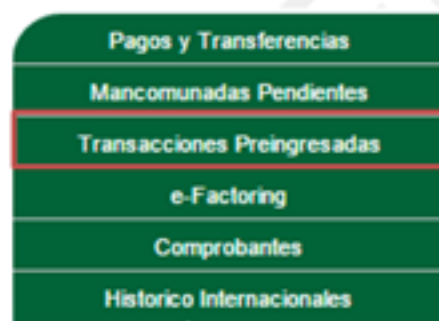 Pagos y Transferencias
Mancomunadas Pendientes
Transacciones Preingresadas
e-Factoring
Comprobantes
Historico Internacionales